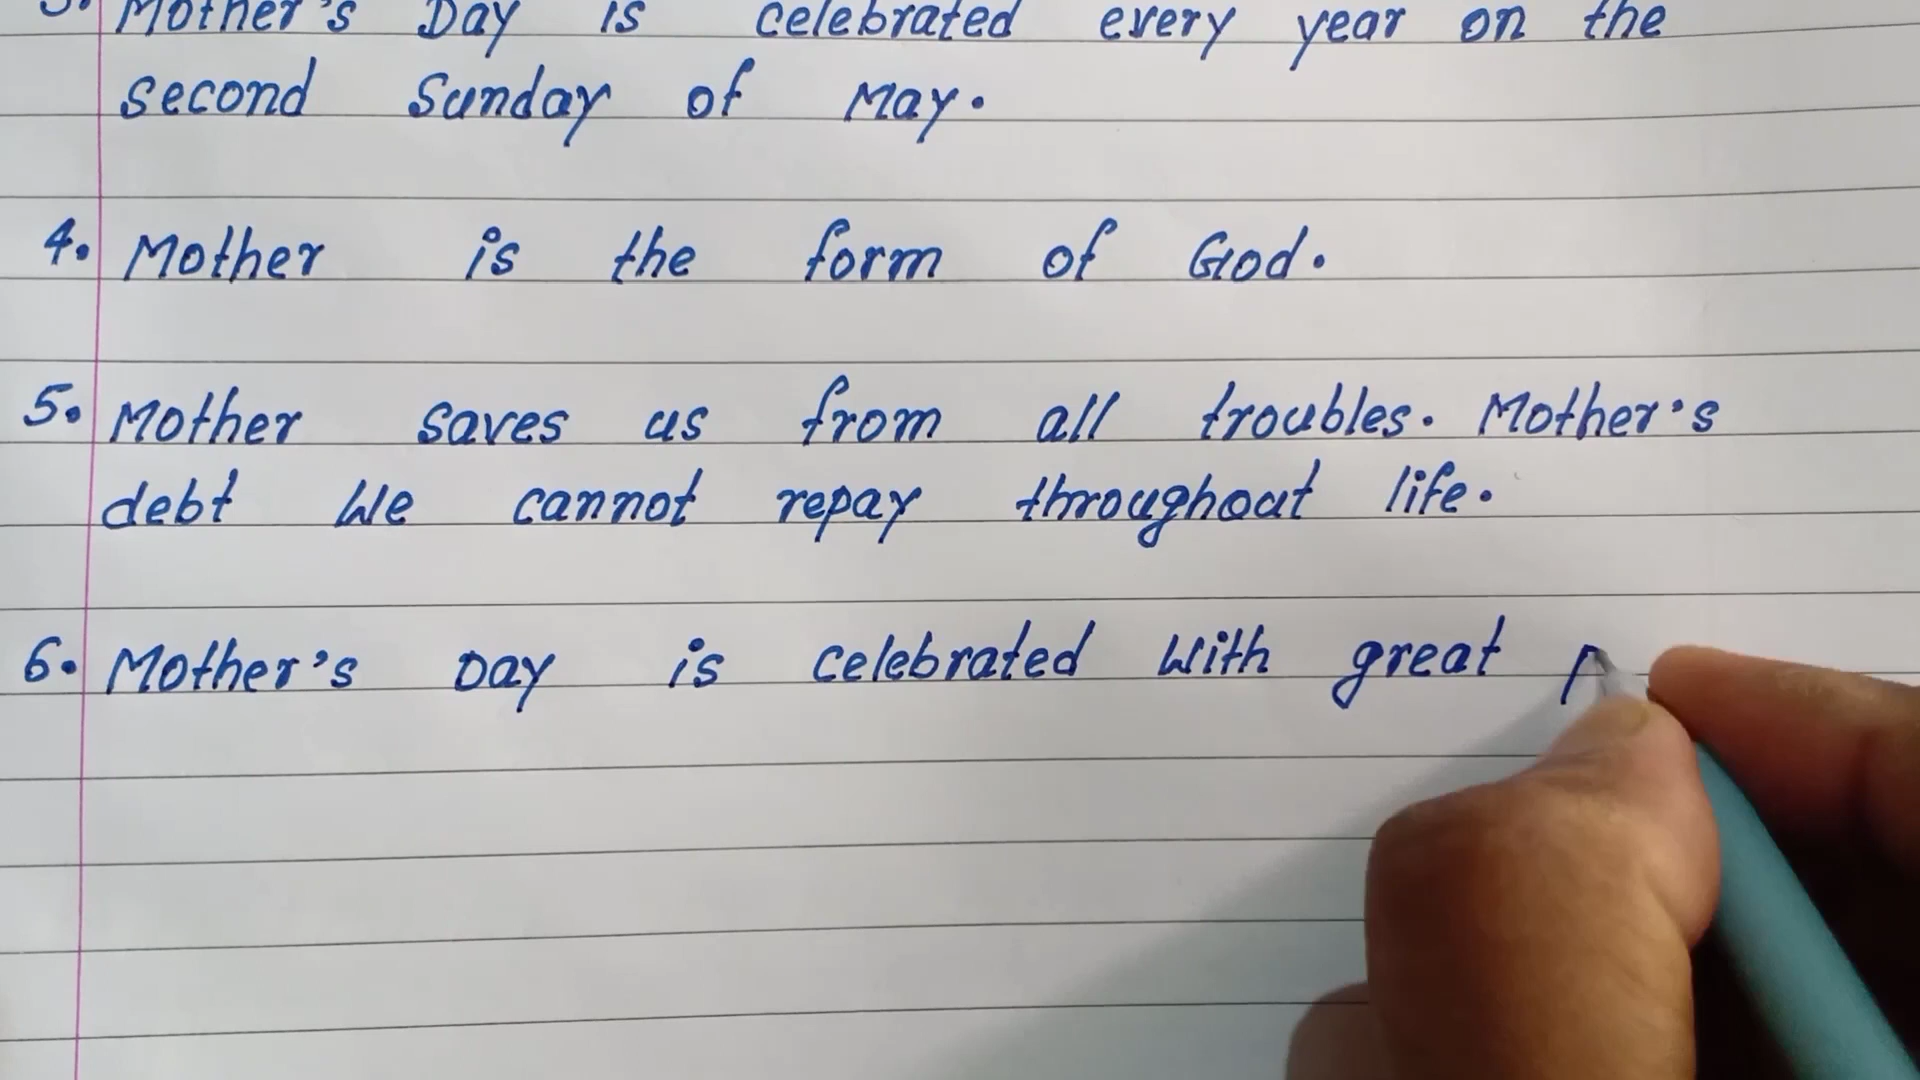 3. Mother's Day is celebrated every year on the
second Sunday of May.
4. Mother is the form of God.
5. Mother saves us from all troubles. Mother's
debt We cannot repay throughout life.
6. Mother's Day is celebrated with great